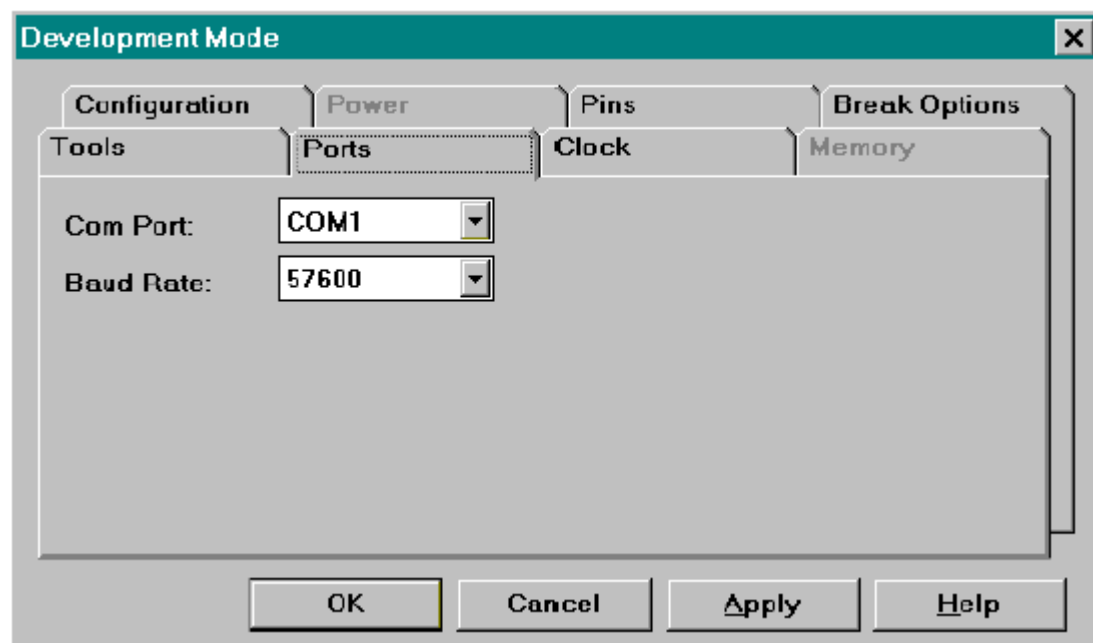 Development Mode
Configuration Power Pins Break Options
Tools Ports Clock Memory
Com Port: COM1
Baud Rate: 57600
OK Cancel Apply Help